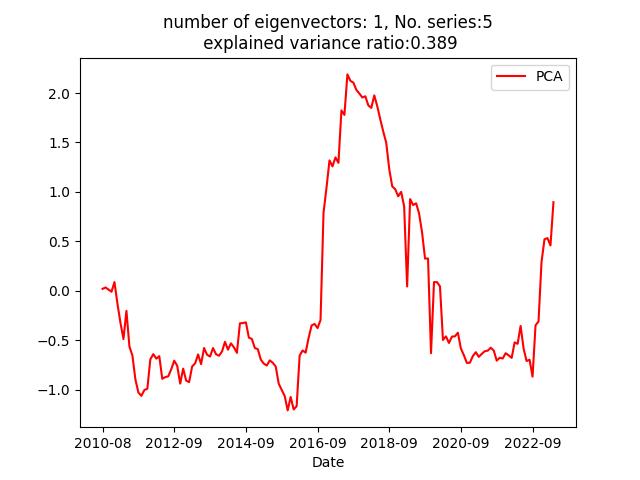 number of eigenvectors: 1, No. series:5
explained variance ratio:0.389
PCA
2.0
1.5
1.0
0.5
0.0
−0.5
−1.0
2010-08 2012-09 2014-09 2016-09 2018-09 2020-09 2022-09
Date